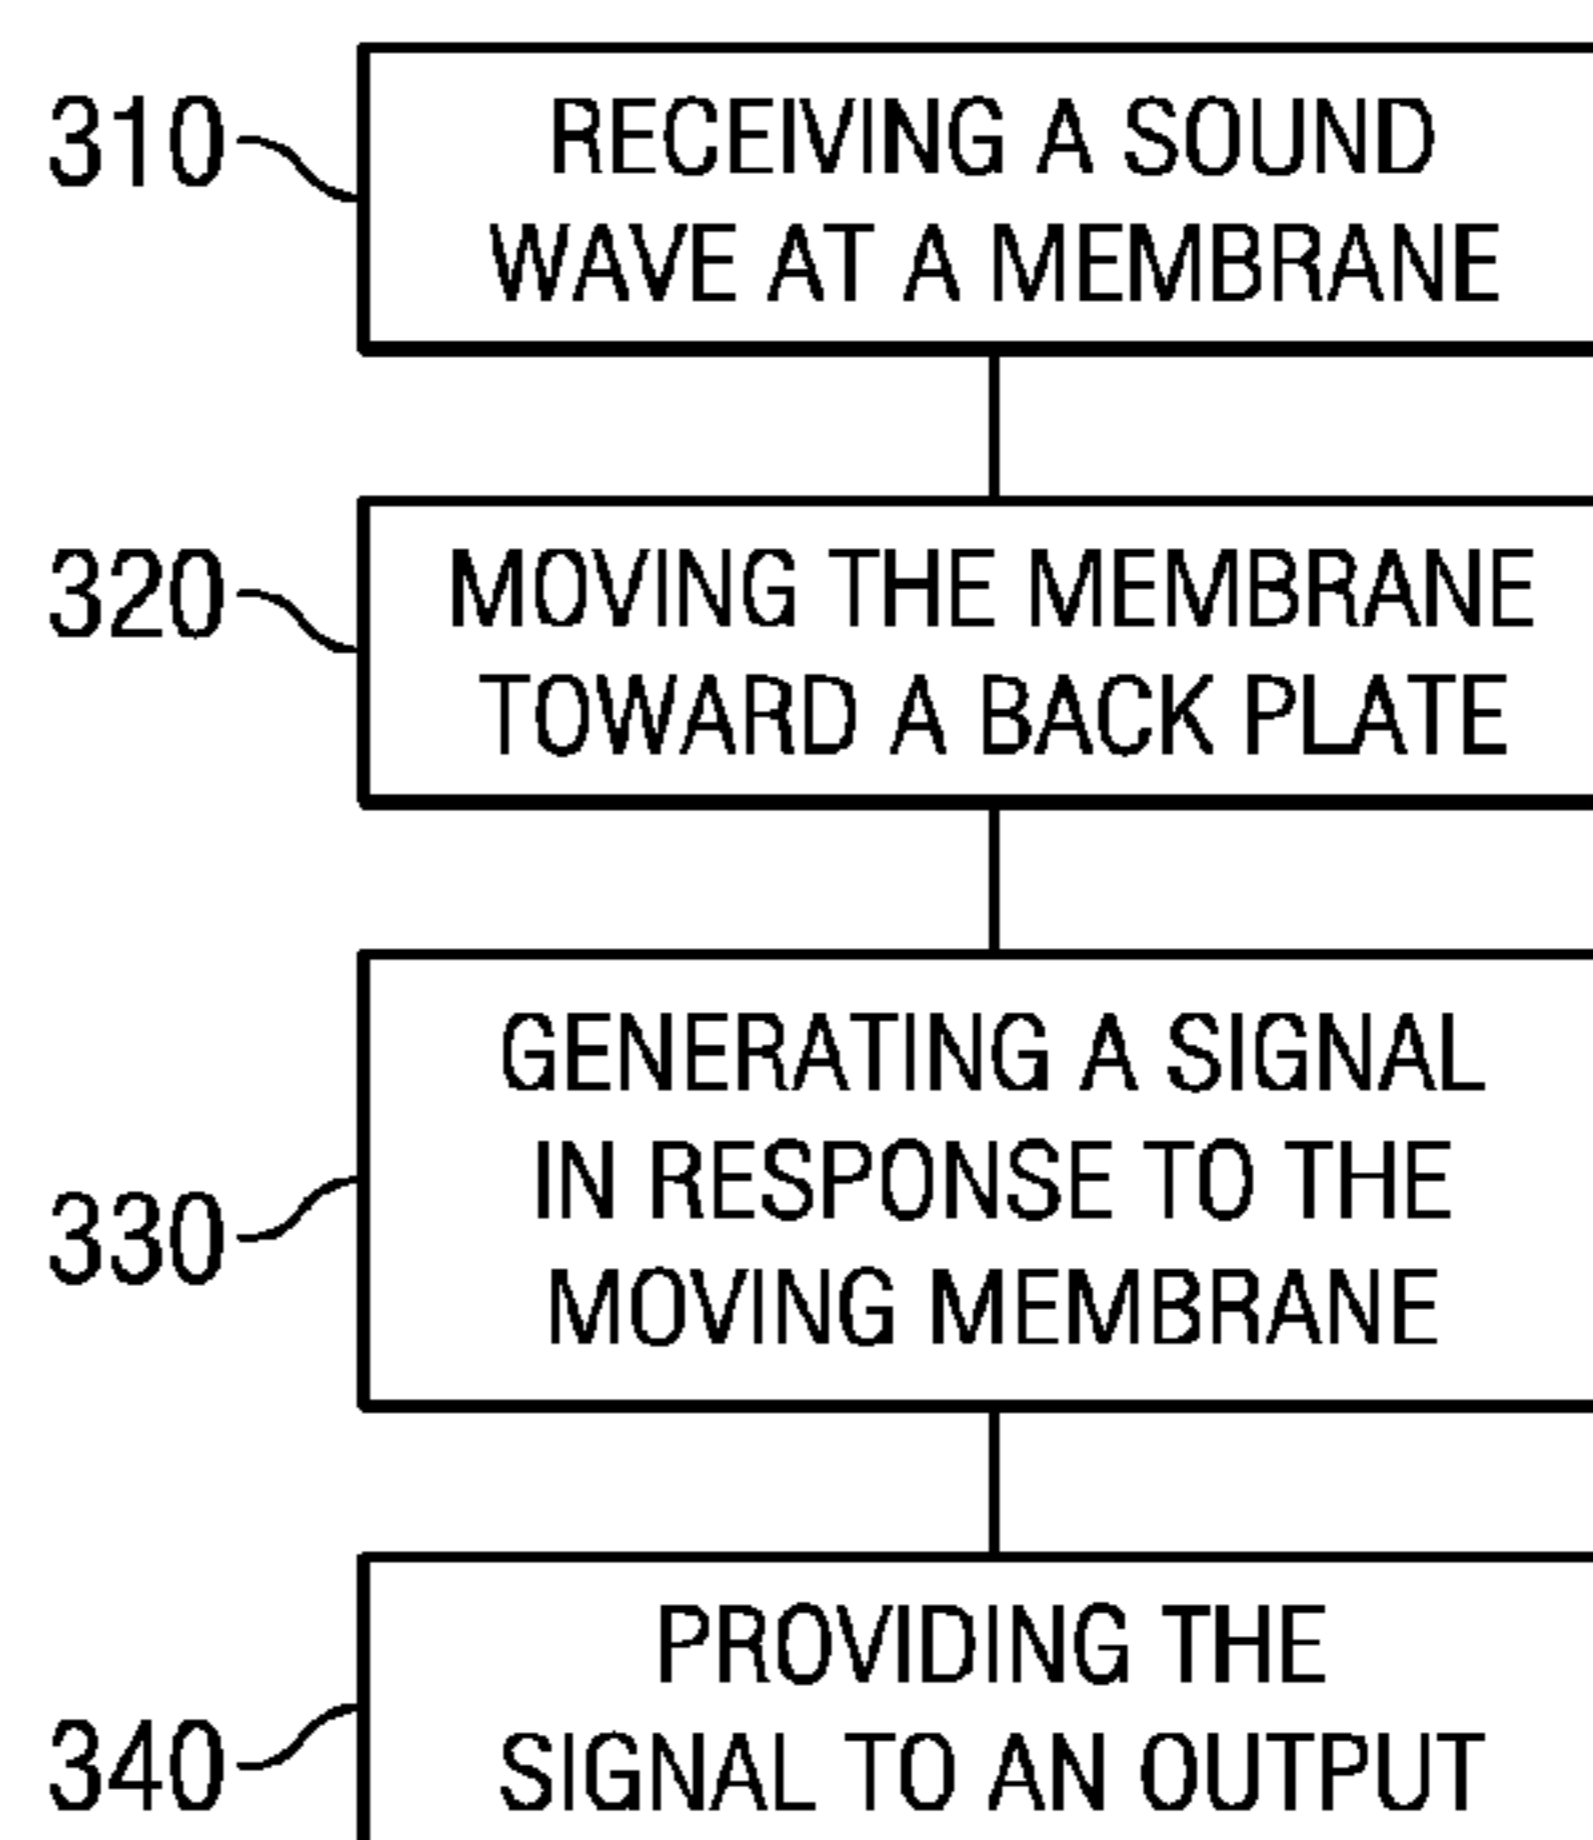 310
RECEIVING A SOUND
WAVE AT A MEMBRANE
320
MOVING THE MEMBRANE
TOWARD A BACK PLATE
330
GENERATING A SIGNAL
IN RESPONSE TO THE
MOVING MEMBRANE
340
PROVIDING THE
SIGNAL TO AN OUTPUT